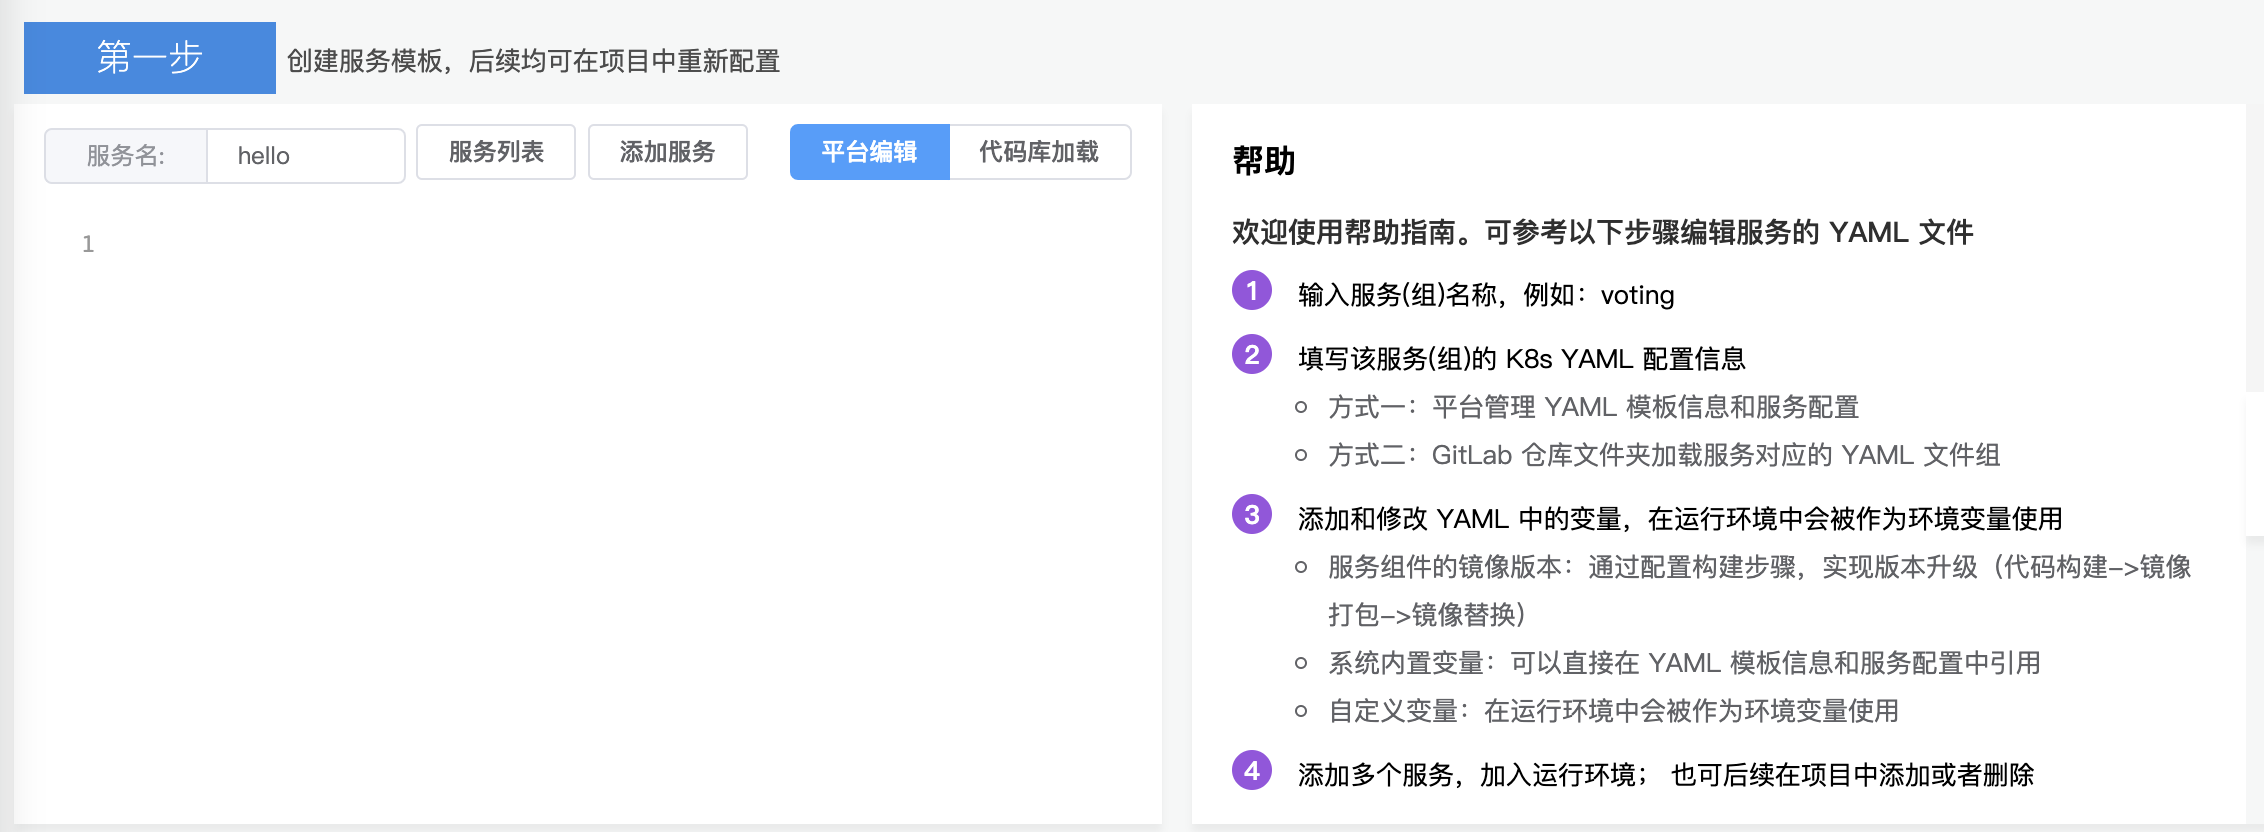 第一步
创建服务模板，后续均可在项目中重新配置
服务名: hello 服务列表 添加服务 平台编辑 代码库加载
1
帮助
欢迎使用帮助指南。可参考以下步骤编辑服务的 YAML 文件
1 输入服务(组)名称，例如：voting
2 填写该服务(组)的 K8s YAML 配置信息
方式一：平台管理 YAML 模板信息和服务配置
方式二：GitLab 仓库文件夹加载服务对应的 YAML 文件组
3 添加和修改 YAML 中的变量，在运行环境中会被作为环境变量使用
服务组件的镜像版本：通过配置构建步骤，实现版本升级（代码构建->镜像
打包->镜像替换）
系统内置变量：可以直接在 YAML 模板信息和服务配置中引用
自定义变量：在运行环境中会被作为环境变量使用
4 添加多个服务，加入运行环境； 也可后续在项目中添加或者删除